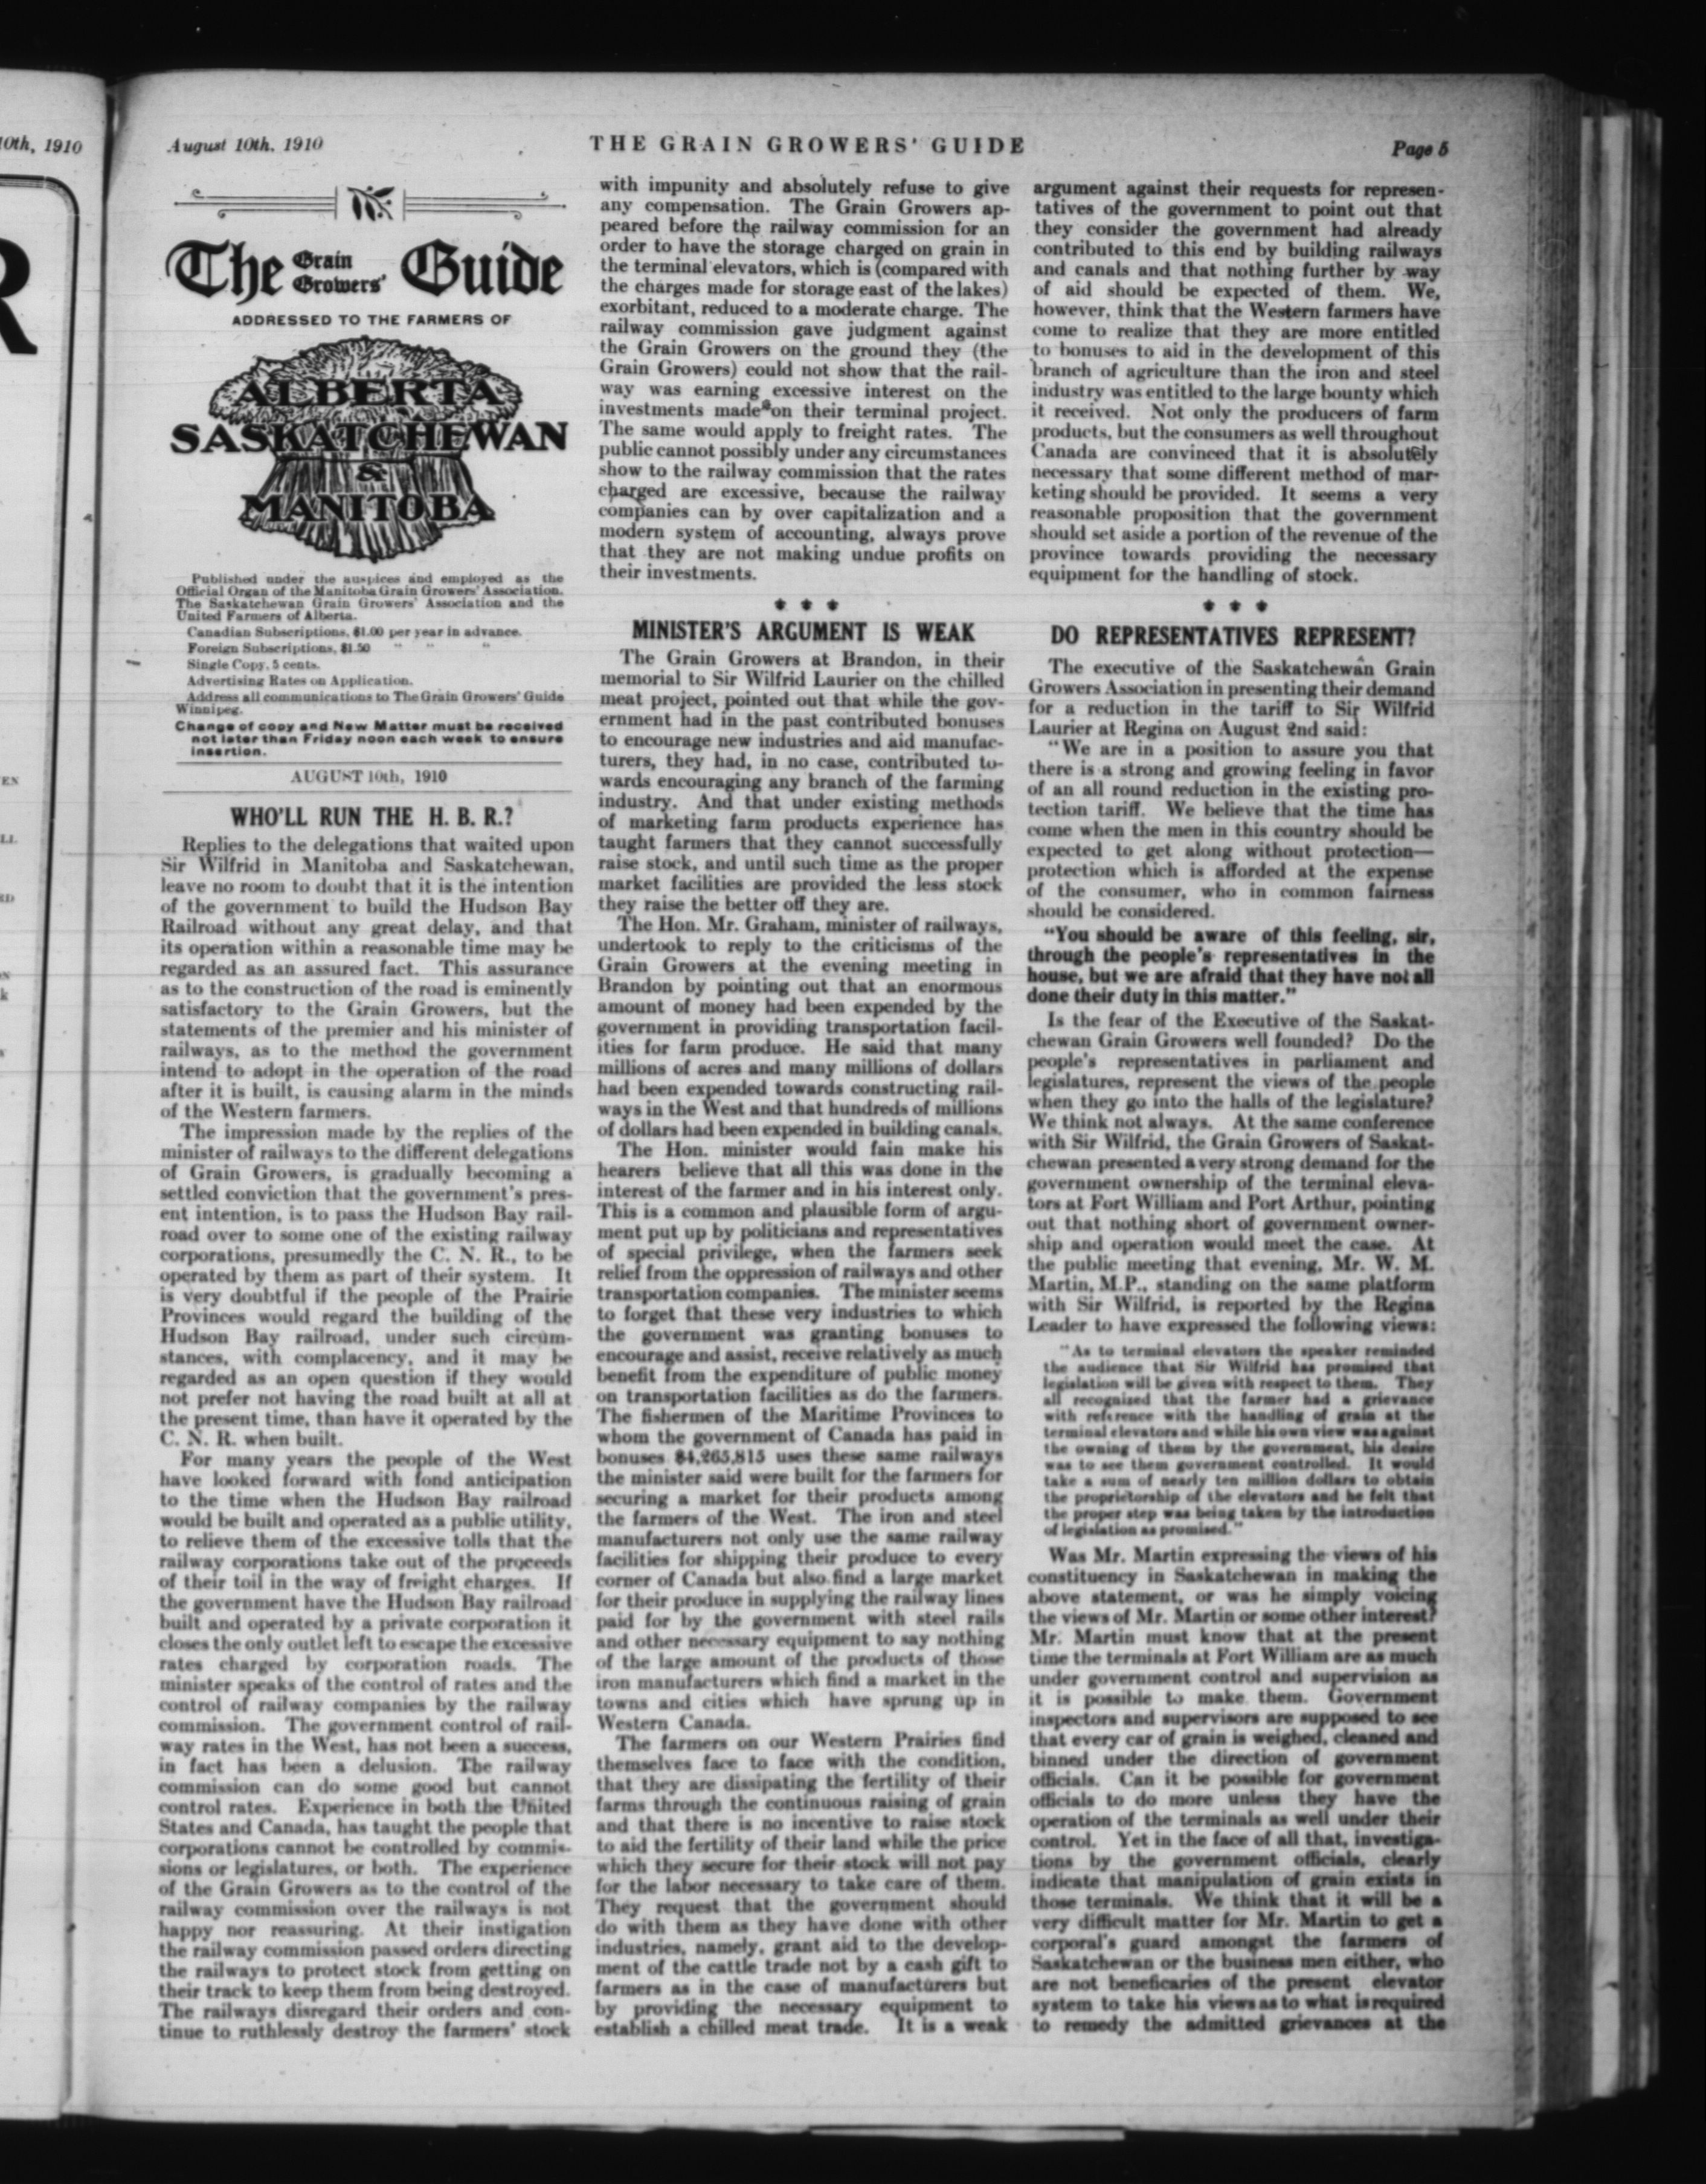 10th, 1910
August 10th, 1910
THE GRAIN GROWERS' GUIDE
Page 5
The Grain Growers' Guide
ADDRESSED TO THE FARMERS OF
ALBERTA
SASKATCHEWAN
&
MANITOBA
Published under the auspices and employed as the
Official Organ of the Manitoba Grain Growers' Association.
The Saskatchewan Grain Growers' Association and the
United Farmers of Alberta.
Canadian Subscriptions, $1.00 per year in advance.
Foreign Subscriptions, $1.50 " " "
Single Copy, 5 cents.
Advertising Rates on Application.
Address all communications to The Grain Growers' Guide
Winnipeg.
Change of copy and New Matter must be received
not later than Friday noon each week to ensure
insertion.
AUGUST 10th, 1910
WHO'LL RUN THE H. B. R.?
Replies to the delegations that waited upon
Sir Wilfrid in Manitoba and Saskatchewan,
leave no room to doubt that it is the intention
of the government to build the Hudson Bay
Railroad without any great delay, and that
its operation within a reasonable time may be
regarded as an assured fact. This assurance
as to the construction of the road is eminently
satisfactory to the Grain Growers, but the
statements of the premier and his minister of
railways, as to the method the government
intend to adopt in the operation of the road
after it is built, is causing alarm in the minds
of the Western farmers.
The impression made by the replies of the
minister of railways to the different delegations
of Grain Growers, is gradually becoming a
settled conviction that the government's pres-
ent intention, is to pass the Hudson Bay rail-
road over to some one of the existing railway
corporations, presumedly the C. N. R., to be
operated by them as part of their system. It
is very doubtful if the people of the Prairie
Provinces would regard the building of the
Hudson Bay railroad, under such circum-
stances, with complacency, and it may be
regarded as an open question if they would
not prefer not having the road built at all at
the present time, than have it operated by the
C. N. R. when built.
For many years the people of the West
have looked forward with fond anticipation
to the time when the Hudson Bay railroad
would be built and operated as a public utility,
to relieve them of the excessive tolls that the
railway corporations take out of the proceeds
of their toil in the way of freight charges. If
the government have the Hudson Bay railroad
built and operated by a private corporation it
closes the only outlet left to escape the excessive
rates charged by corporation roads. The
minister speaks of the control of rates and the
control of railway companies by the railway
commission. The government control of rail-
way rates in the West, has not been a success,
in fact has been a delusion. The railway
commission can do some good but cannot
control rates. Experience in both the United
States and Canada, has taught the people that
corporations cannot be controlled by commis-
sions or legislatures, or both. The experience
of the Grain Growers as to the control of the
railway commission over the railways is not
happy nor reassuring. At their instigation
the railway commission passed orders directing
the railways to protect stock from getting on
their track to keep them from being destroyed.
The railways disregard their orders and con-
tinue to ruthlessly destroy the farmers' stock
with impunity and absolutely refuse to give
any compensation. The Grain Growers ap-
peared before the railway commission for an
order to have the storage charged on grain in
the terminal elevators, which is (compared with
the charges made for storage east of the lakes)
exorbitant, reduced to a moderate charge. The
railway commission gave judgment against
the Grain Growers on the ground they (the
Grain Growers) could not show that the rail-
way was earning excessive interest on the
investments made on their terminal project.
The same would apply to freight rates. The
public cannot possibly under any circumstances
show to the railway commission that the rates
charged are excessive, because the railway
companies can by over capitalization and a
modern system of accounting, always prove
that they are not making undue profits on
their investments.
* * *
MINISTER'S ARGUMENT IS WEAK
The Grain Growers at Brandon, in their
memorial to Sir Wilfrid Laurier on the chilled
meat project, pointed out that while the gov-
ernment had in the past contributed bonuses
to encourage new industries and aid manufac-
turers, they had, in no case, contributed to-
wards encouraging any branch of the farming
industry. And that under existing methods
of marketing farm products experience has
taught farmers that they cannot successfully
raise stock, and until such time as the proper
market facilities are provided the less stock
they raise the better off they are.
The Hon. Mr. Graham, minister of railways,
undertook to reply to the criticisms of the
Grain Growers at the evening meeting in
Brandon by pointing out that an enormous
amount of money had been expended by the
government in providing transportation facil-
ities for farm produce. He said that many
millions of acres and many millions of dollars
had been expended towards constructing rail-
ways in the West and that hundreds of millions
of dollars had been expended in building canals.
The Hon. minister would fain make his
hearers believe that all this was done in the
interest of the farmer and in his interest only.
This is a common and plausible form of argu-
ment put up by politicians and representatives
of special privilege, when the farmers seek
relief from the oppression of railways and other
transportation companies. The minister seems
to forget that these very industries to which
the government was granting bonuses to
encourage and assist, receive relatively as much
benefit from the expenditure of public money
on transportation facilities as do the farmers.
The fishermen of the Maritime Provinces to
whom the government of Canada has paid in
bonuses $4,265,815 uses these same railways
the minister said were built for the farmers for
securing a market for their products among
the farmers of the West. The iron and steel
manufacturers not only use the same railway
facilities for shipping their produce to every
corner of Canada but also find a large market
for their produce in supplying the railway lines
paid for by the government with steel rails
and other necessary equipment to say nothing
of the large amount of the products of those
iron manufacturers which find a market in the
towns and cities which have sprung up in
Western Canada.
The farmers on our Western Prairies find
themselves face to face with the condition,
that they are dissipating the fertility of their
farms through the continuous raising of grain
and that there is no incentive to raise stock
to aid the fertility of their land while the price
which they secure for their stock will not pay
for the labor necessary to take care of them.
They request that the government should
do with them as they have done with other
industries, namely, grant aid to the develop-
ment of the cattle trade not by a cash gift to
farmers as in the case of manufacturers but
by providing the necessary equipment to
establish a chilled meat trade. It is a weak
argument against their requests for represen-
tatives of the government to point out that
they consider the government had already
contributed to this end by building railways
and canals and that nothing further by way
of aid should be expected of them. We,
however, think that the Western farmers have
come to realize that they are more entitled
to bonuses to aid in the development of this
branch of agriculture than the iron and steel
industry was entitled to the large bounty which
it received. Not only the producers of farm
products, but the consumers as well throughout
Canada are convinced that it is absolutely
necessary that some different method of mar-
keting should be provided. It seems a very
reasonable proposition that the government
should set aside a portion of the revenue of the
province towards providing the necessary
equipment for the handling of stock.
* * *
DO REPRESENTATIVES REPRESENT?
The executive of the Saskatchewan Grain
Growers Association in presenting their demand
for a reduction in the tariff to Sir Wilfrid
Laurier at Regina on August 2nd said:
"We are in a position to assure you that
there is a strong and growing feeling in favor
of an all round reduction in the existing pro-
tection tariff. We believe that the time has
come when the men in this country should be
expected to get along without protection—
protection which is afforded at the expense
of the consumer, who in common fairness
should be considered.
"You should be aware of this feeling, sir,
through the people's representatives in the
house, but we are afraid that they have not all
done their duty in this matter."
Is the fear of the Executive of the Saskat-
chewan Grain Growers well founded? Do the
people's representatives in parliament and
legislatures, represent the views of the people
when they go into the halls of the legislature?
We think not always. At the same conference
with Sir Wilfrid, the Grain Growers of Saskat-
chewan presented a very strong demand for the
government ownership of the terminal eleva-
tors at Fort William and Port Arthur, pointing
out that nothing short of government owner-
ship and operation would meet the case. At
the public meeting that evening, Mr. W. M.
Martin, M.P., standing on the same platform
with Sir Wilfrid, is reported by the Regina
Leader to have expressed the following views:
"As to terminal elevators the speaker reminded
the audience that Sir Wilfrid has promised that
legislation will be given with respect to them. They
all recognized that the farmer had a grievance
with reference with the handling of grain at the
terminal elevators and while his own view was against
the owning of them by the government, his desire
was to see them government controlled. It would
take a sum of nearly ten million dollars to obtain
the proprietorship of the elevators and he felt that
the proper step was being taken by the introduction
of legislation as promised."
Was Mr. Martin expressing the views of his
constituency in Saskatchewan in making the
above statement, or was he simply voicing
the views of Mr. Martin or some other interest?
Mr. Martin must know that at the present
time the terminals at Fort William are as much
under government control and supervision as
it is possible to make them. Government
inspectors and supervisors are supposed to see
that every car of grain is weighed, cleaned and
binned under the direction of government
officials. Can it be possible for government
officials to do more unless they have the
operation of the terminals as well under their
control. Yet in the face of all that, investiga-
tions by the government officials, clearly
indicate that manipulation of grain exists in
those terminals. We think that it will be a
very difficult matter for Mr. Martin to get a
corporal's guard amongst the farmers of
Saskatchewan or the business men either, who
are not beneficaries of the present elevator
system to take his views as to what is required
to remedy the admitted grievances at the